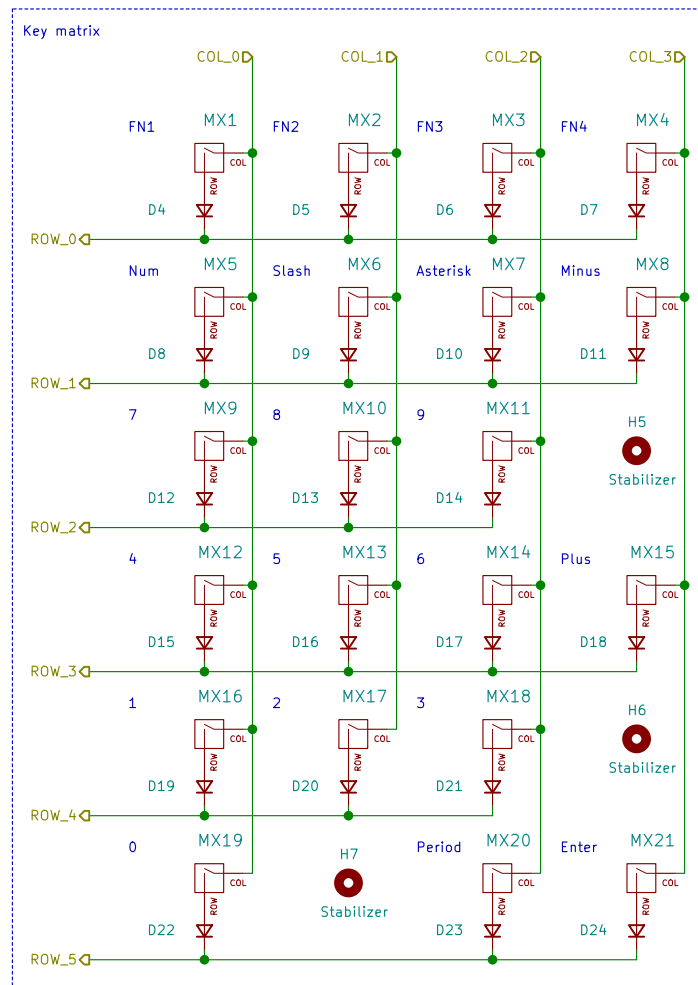 Key matrix
COL_0 COL_1 COL_2 COL_3
FN1 MX1 FN2 MX2 FN3 MX3 FN4 MX4
COL COL COL COL
ROW ROW ROW ROW
D4 D5 D6 D7
ROW_0
Num MX5 Slash MX6 Asterisk MX7 Minus MX8
COL COL COL COL
ROW ROW ROW ROW
D8 D9 D10 D11
ROW_1
7 MX9 8 MX10 9 MX11 H5
COL COL COL
ROW ROW ROW Stabilizer
D12 D13 D14
ROW_2
4 MX12 5 MX13 6 MX14 Plus MX15
COL COL COL COL
ROW ROW ROW ROW
D15 D16 D17 D18
ROW_3
1 MX16 2 MX17 3 MX18 H6
COL COL COL
ROW ROW ROW Stabilizer
D19 D20 D21
ROW_4
0 MX19 H7 Period MX20 Enter MX21
COL COL COL
ROW Stabilizer ROW ROW
D22 D23 D24
ROW_5